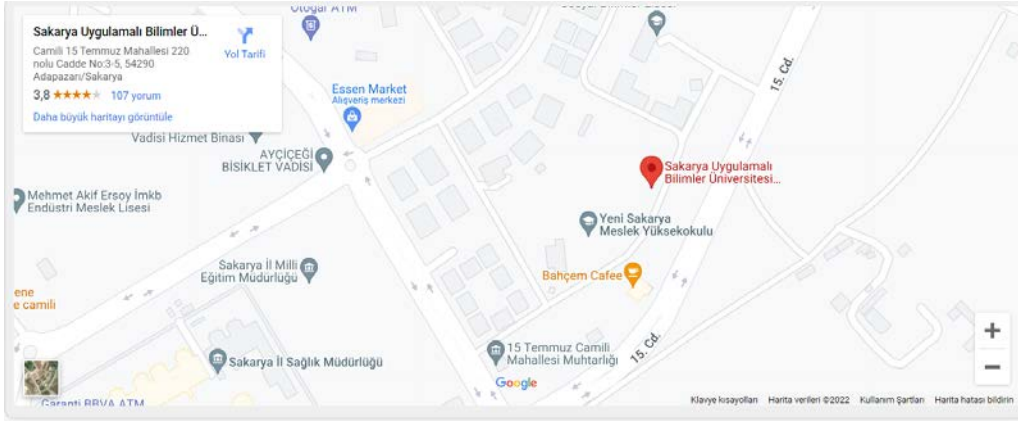 Sakarya Uygulamalı Bilimler Ü...
Camili 15 Temmuz Mahallesi 220
nolu Cadde No:3-5, 54290
Adapazarı/Sakarya
3,8 107 yorum
Daha büyük haritayı görüntüle
Yol Tarifi
Otogar ATM
15. Cd.
Essen Market
Alışveriş merkezi
Vadisi Hizmet Binası
AYÇİÇEĞİ
BİSİKLET VADİSİ
Sakarya Uygulamalı
Bilimler Üniversitesi...
Mehmet Akif Ersoy İmkb
Endüstri Meslek Lisesi
Yeni Sakarya
Meslek Yüksekokulu
Sakarya İl Milli
Eğitim Müdürlüğü
Bahçem Cafee
ene
e camili
15 Temmuz Camili
Mahallesi Muhtarlığı
15. Cd.
Sakarya İl Sağlık Müdürlüğü
Google
Garanti BBVA ATM
Klavye kısayolları Harita verileri ©2022 Kullanım Şartları Harita hatası bildirin